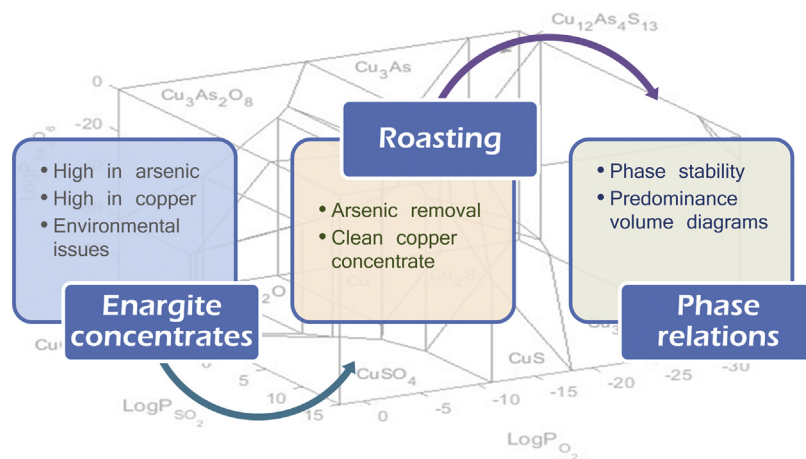 Cu12As4S13
Cu3As
0
Cu3As2O8
-20
Roasting
• High in arsenic
• High in copper
• Environmental
issues
• Arsenic removal
• Clean copper
concentrate
• Phase stability
• Predominance
volume diagrams
Enargite
concentrates
Phase
relations
CuS
CuSO4
5
10
15
0
-5
-10
-15
-20
-25
-30
LogPSO2
LogPO2